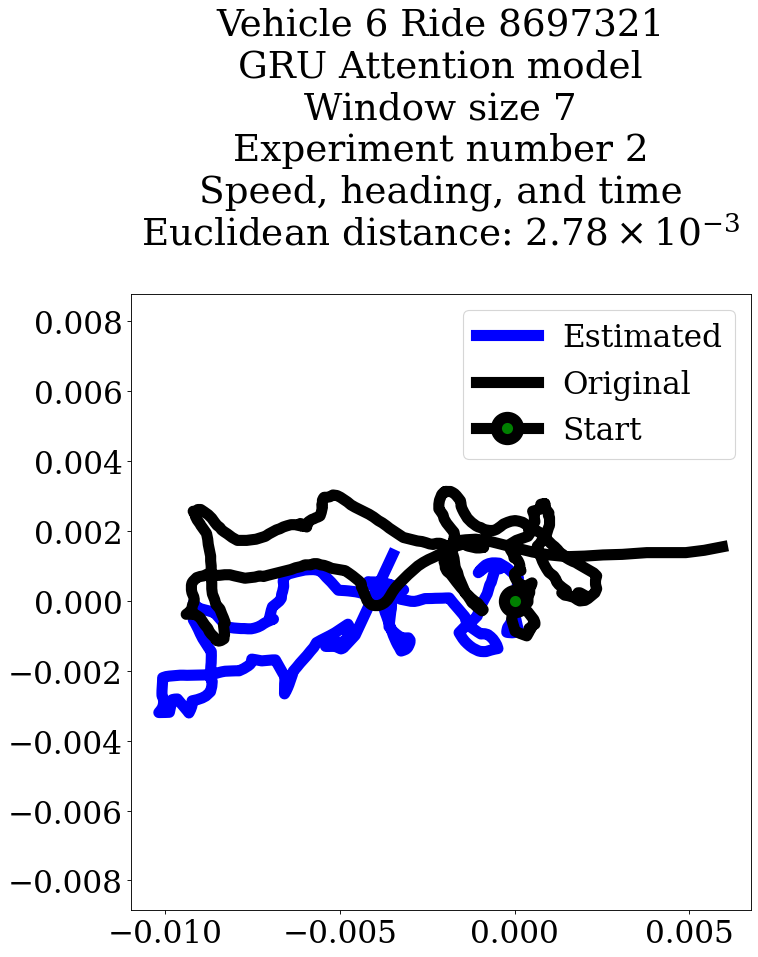 Vehicle 6 Ride 8697321
GRU Attention model
Window size 7
Experiment number 2
Speed, heading, and time
Euclidean distance: 2.78 × 10⁻³
Estimated
Original
Start
0.008
0.006
0.004
0.002
0.000
−0.002
−0.004
−0.006
−0.008
−0.010 −0.005 0.000 0.005